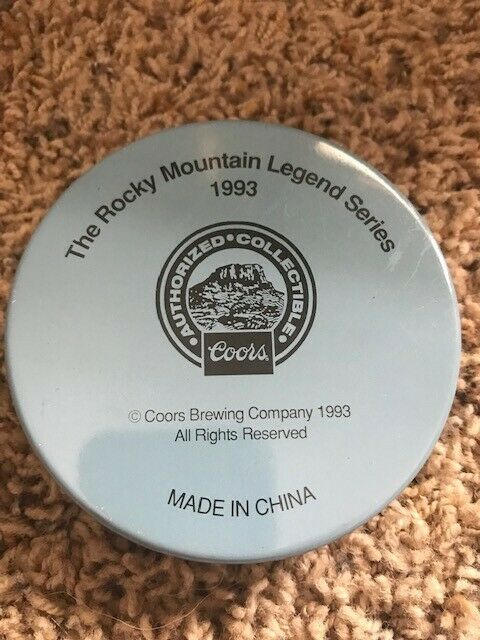 The Rocky Mountain Legend Series
1993
•AUTHORIZED•COLLECTIBLE•
Coors
© Coors Brewing Company 1993
All Rights Reserved
MADE IN CHINA